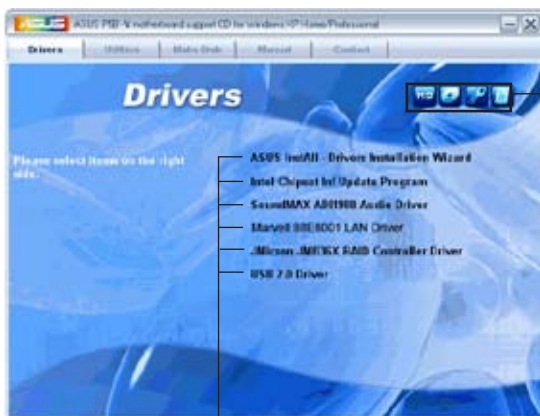 ASUS P5B-V motherboard support CD for windows XP Home/Professional
Drivers Utilities Make Disk Manual Contact
Drivers
Please select items on the right side.
ASUS InstAll - Drivers Installation Wizard
Intel Chipset Inf Update Program
SoundMAX Audio Driver
Marvell 88E8001 LAN Driver
JMicron JMB36X RAID Controller Driver
USB 2.0 Driver